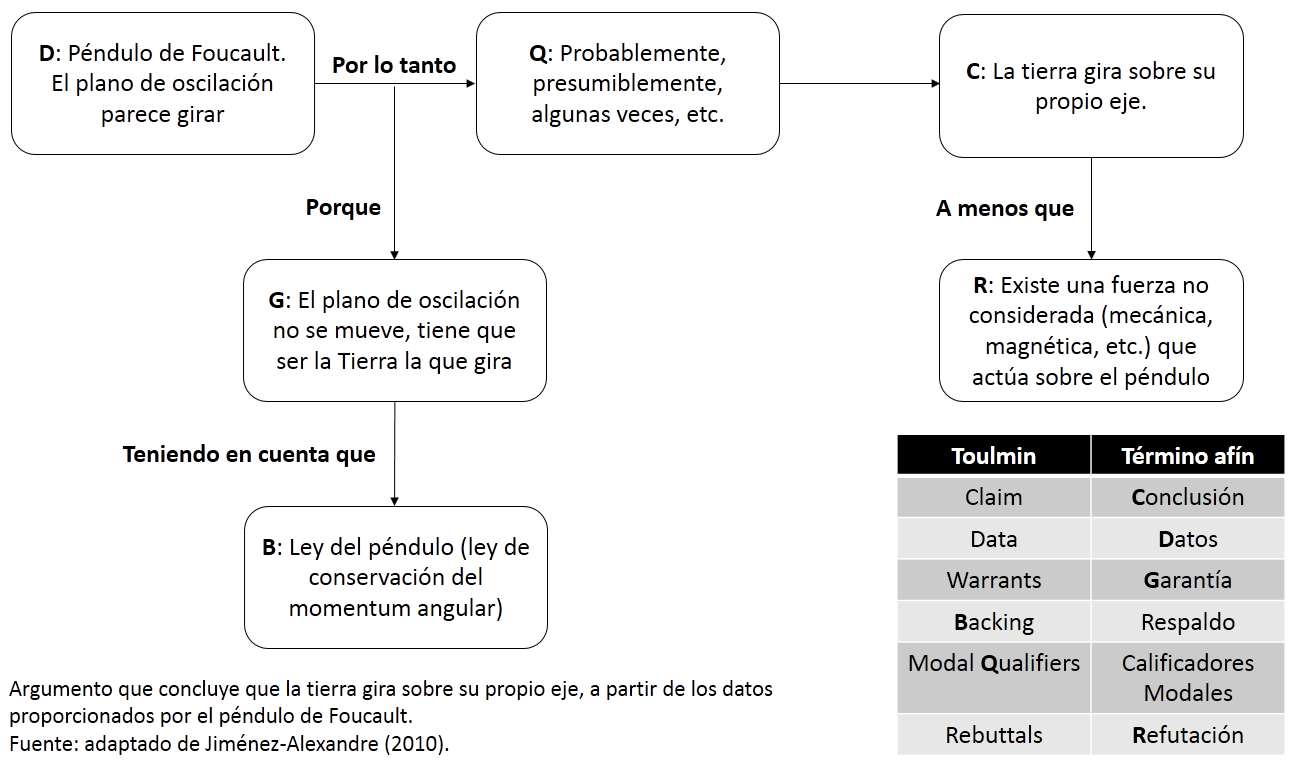 D: Péndulo de Foucault.
El plano de oscilación
parece girar
Por lo tanto
Q: Probablemente,
presumiblemente,
algunas veces, etc.
C: La tierra gira sobre su
propio eje.
Porque
A menos que
G: El plano de oscilación
no se mueve, tiene que
ser la Tierra la que gira
R: Existe una fuerza no
considerada (mecánica,
magnética, etc.) que
actúa sobre el péndulo
Teniendo en cuenta que
B: Ley del péndulo (ley de
conservación del
momentum angular)
Toulmin Término afín
Claim Conclusión
Data Datos
Warrants Garantía
Backing Respaldo
Modal Qualifiers Calificadores
Modales
Rebuttals Refutación
Argumento que concluye que la tierra gira sobre su propio eje, a partir de los datos
proporcionados por el péndulo de Foucault.
Fuente: adaptado de Jiménez-Alexandre (2010).